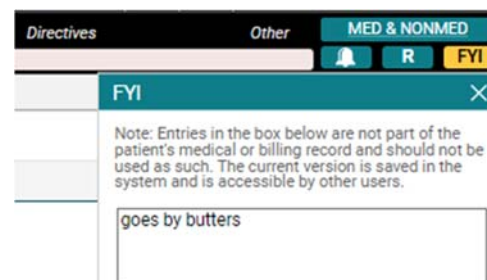 Directives Other MED & NONMED
R FYI
FYI
Note: Entries in the box below are not part of the
patient's medical or billing record and should not be
used as such. The current version is saved in the
system and is accessible by other users.
goes by butters